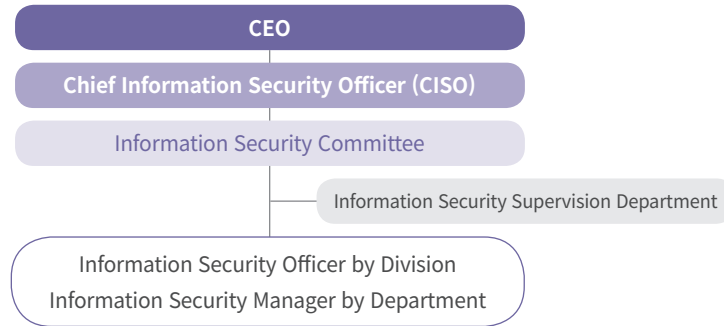 CEO
Chief Information Security Officer (CISO)
Information Security Committee
Information Security Supervision Department
Information Security Officer by Division
Information Security Manager by Department